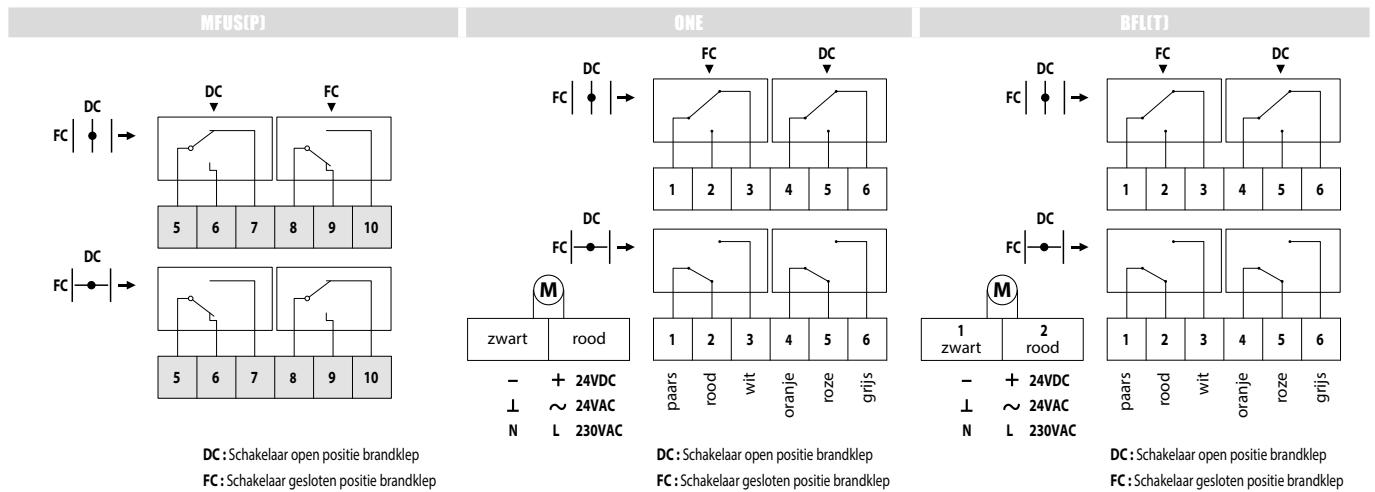 MFUS(P)
DC FC
DC
FC
5 6 7 8 9 10
DC
FC
5 6 7 8 9 10
DC : Schakelaar open positie brandklep
FC : Schakelaar gesloten positie brandklep
ONE
FC DC
DC
FC
1 2 3 4 5 6
DC
FC
M
zwart rood
1 2 3 4 5 6
– + 24VDC
⊥ ~ 24VAC
N L 230VAC
paars
rood
wit
oranje
roze
grijs
DC : Schakelaar open positie brandklep
FC : Schakelaar gesloten positie brandklep
BFL(T)
FC DC
DC
FC
1 2 3 4 5 6
DC
FC
M
1 2
zwart rood
1 2 3 4 5 6
– + 24VDC
⊥ ~ 24VAC
N L 230VAC
paars
rood
wit
oranje
roze
grijs
DC : Schakelaar open positie brandklep
FC : Schakelaar gesloten positie brandklep